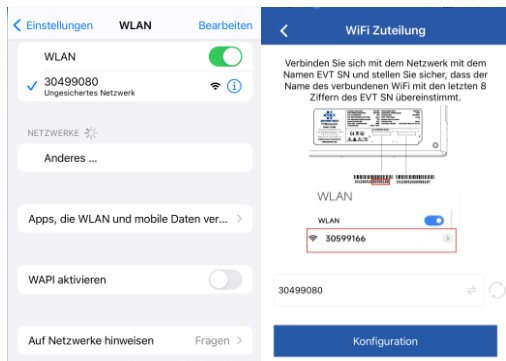 Einstellungen WLAN Bearbeiten
WLAN
30499080
Ungesichertes Netzwerk
NETZWERKE
Anderes ...
Apps, die WLAN und mobile Daten ver...
WAPI aktivieren
Auf Netzwerke hinweisen Fragen
WiFi Zuteilung
Verbinden Sie sich mit dem Netzwerk mit dem
Namen EVT SN und stellen Sie sicher, dass der
Name des verbundenen WiFi mit den letzten 8
Ziffern des EVT SN übereinstimmt.
WLAN
WLAN
30599166
30499080
Konfiguration